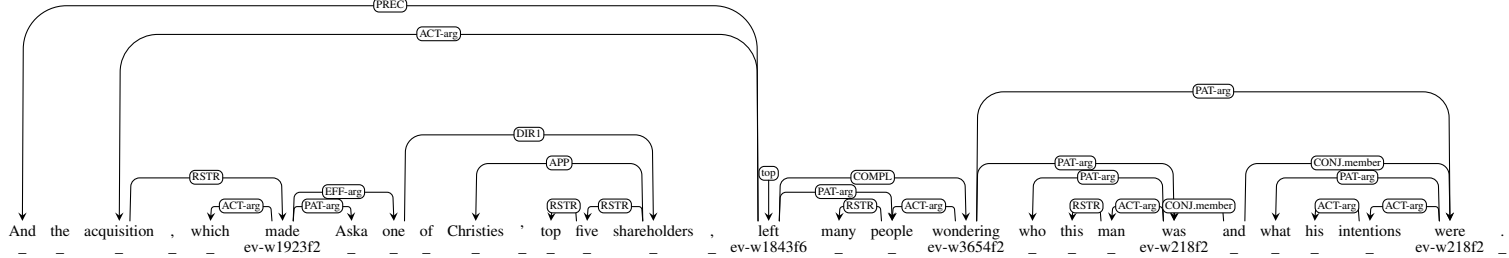 PREC
ACT-arg
PAT-arg
DIR1
APP top PAT-arg CONJ.member
RSTR COMPL PAT-arg PAT-arg
EFF-arg PAT-arg
ACT-arg PAT-arg RSTR RSTR RSTR ACT-arg RSTR ACT-arg CONJ.member ACT-arg ACT-arg
And the acquisition , which made Aska one of Christies ' top five shareholders , left many people wondering who this man was and what his intentions were .
ev-w1923f2 ev-w1843f6 ev-w3654f2 ev-w218f2 ev-w218f2
_ _ _ _ _ _ _ _ _ _ _ _ _ _ _ _ _ _ _ _ _ _ _ _ _ _ _ _ _